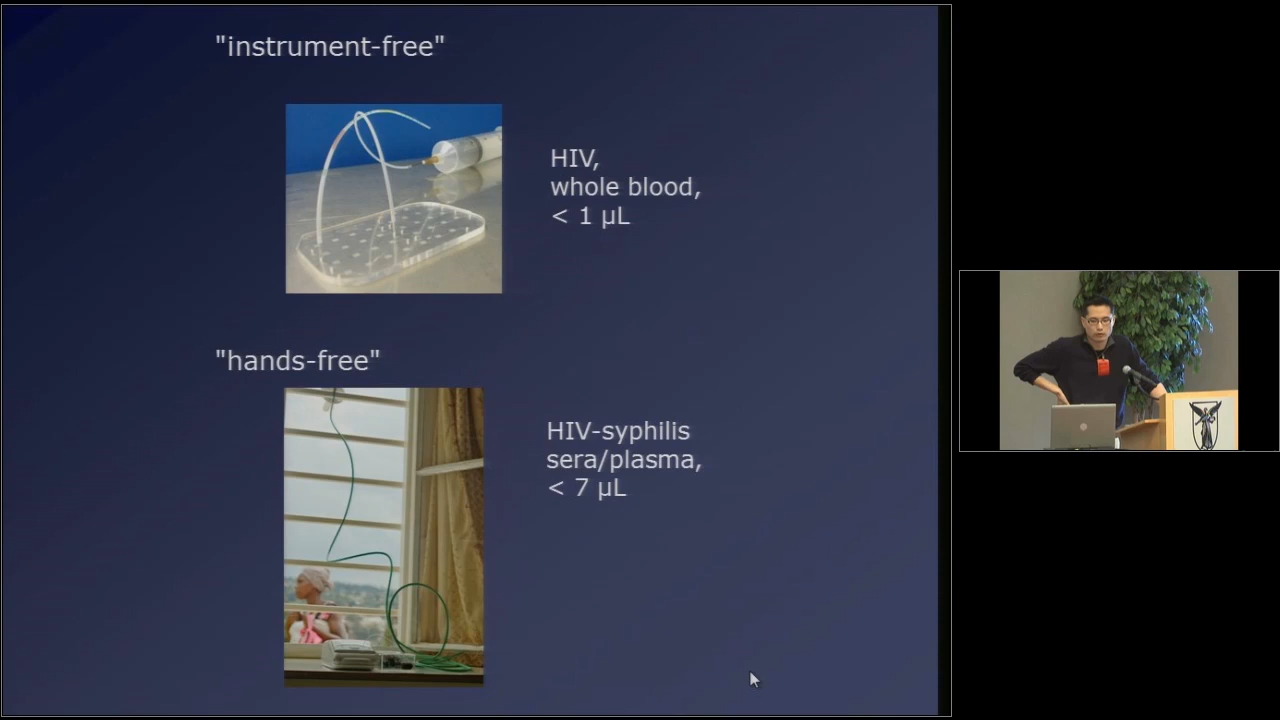 "instrument-free"
HIV,
whole blood,
< 1 µL
"hands-free"
HIV-syphilis
sera/plasma,
< 7 µL